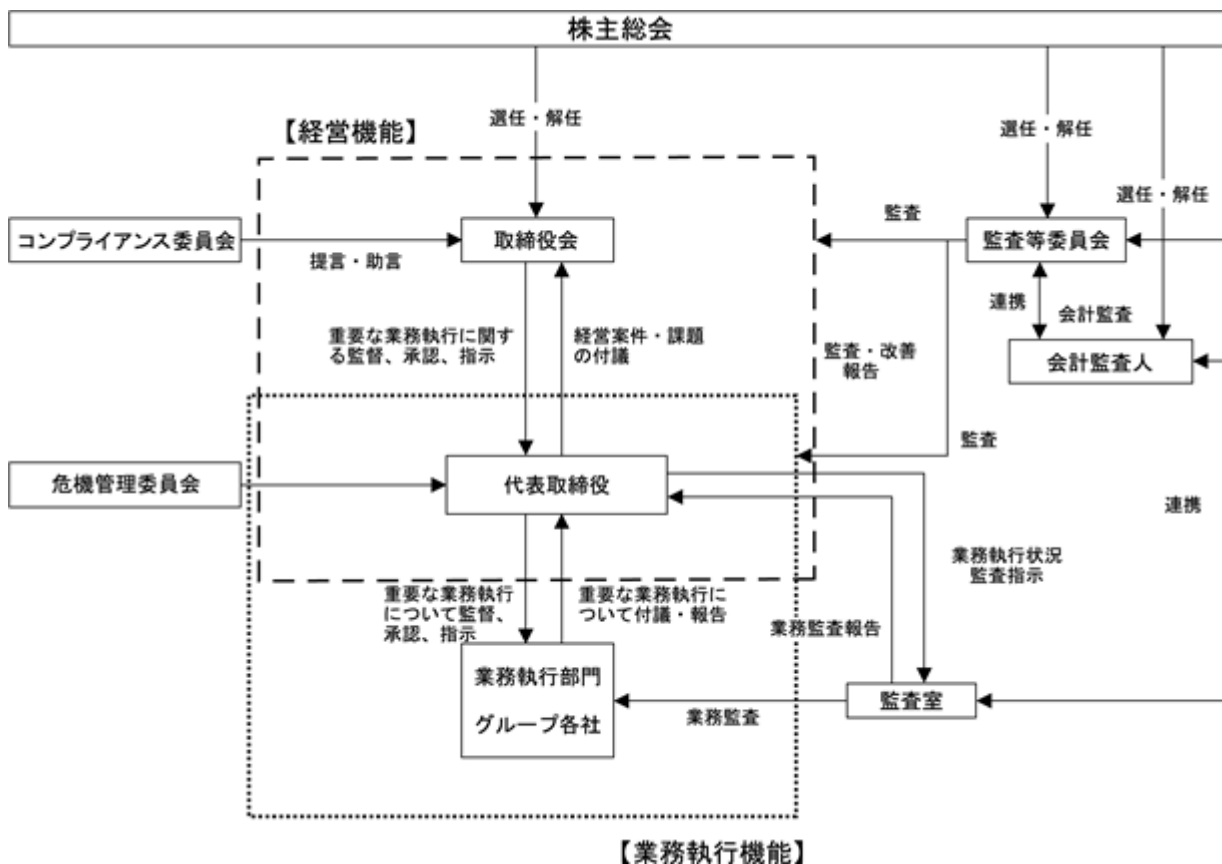 株主総会
選任・解任
選任・解任
選任・解任
【経営機能】
コンプライアンス委員会
提言・助言
取締役会
監査
監査等委員会
連携
会計監査
会計監査人
重要な業務執行に関す
る監督、承認、指示
経営案件・課題
の付議
監査・改善
報告
監査
危機管理委員会
代表取締役
連携
業務執行状況
監査指示
重要な業務執行
について監督、
承認、指示
重要な業務執行に
ついて付議・報告
業務監査報告
業務執行部門
グループ各社
業務監査
監査室
【業務執行機能】